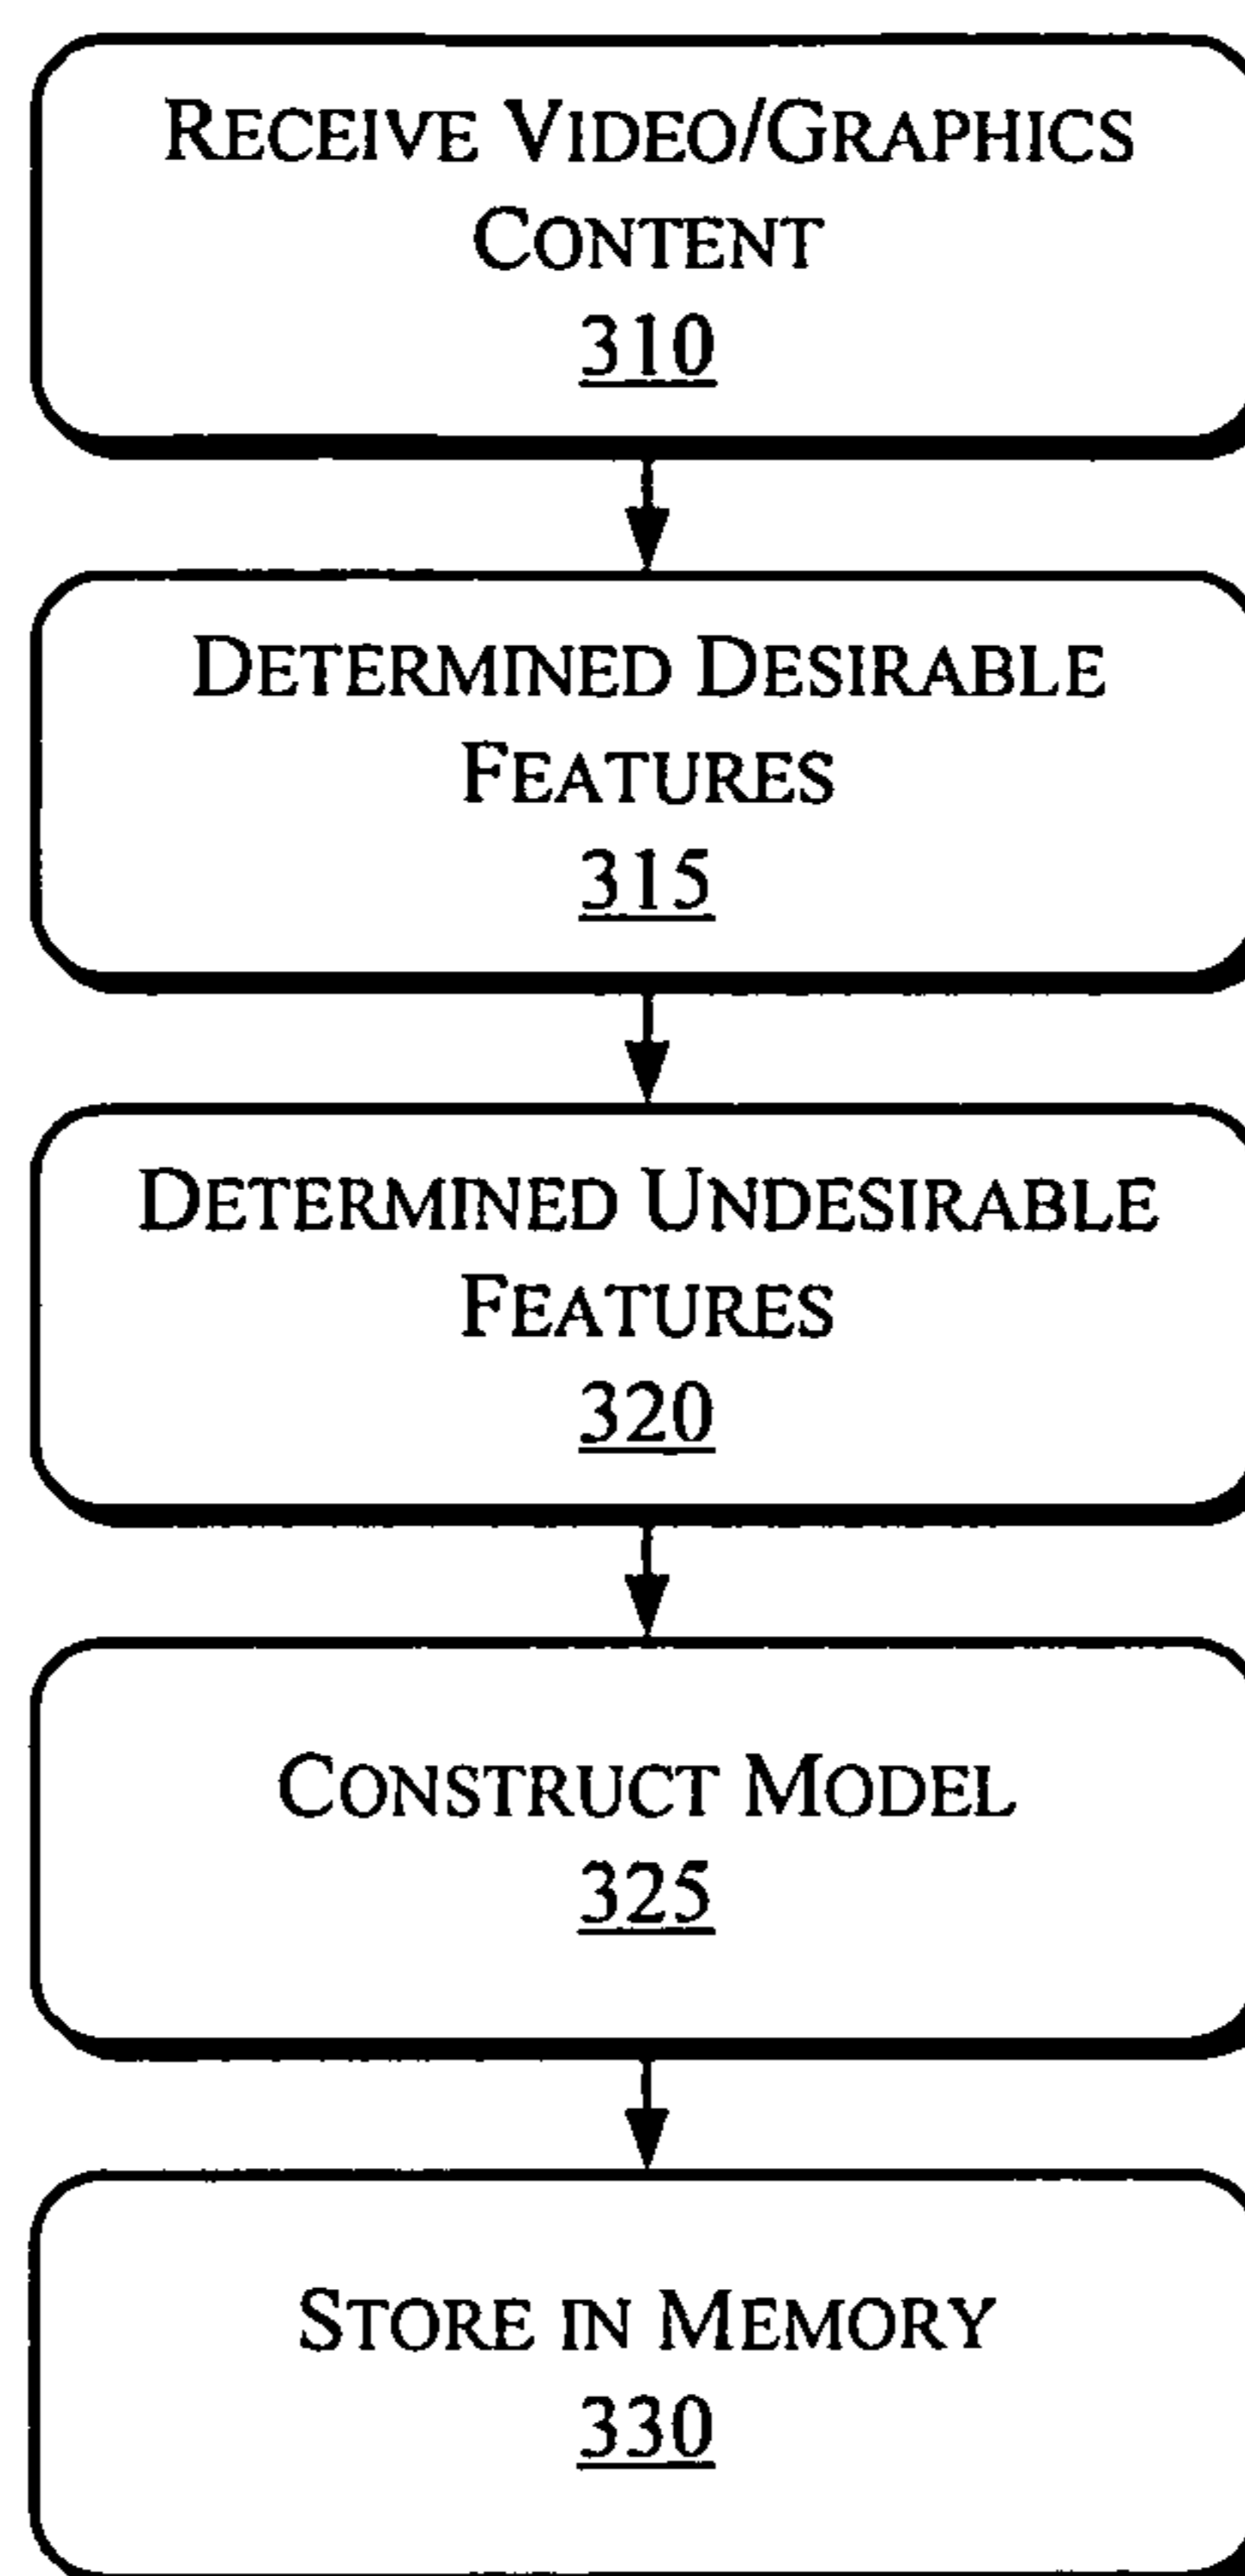 RECEIVE VIDEO/GRAPHICS
CONTENT
310
DETERMINED DESIRABLE
FEATURES
315
DETERMINED UNDESIRABLE
FEATURES
320
CONSTRUCT MODEL
325
STORE IN MEMORY
330